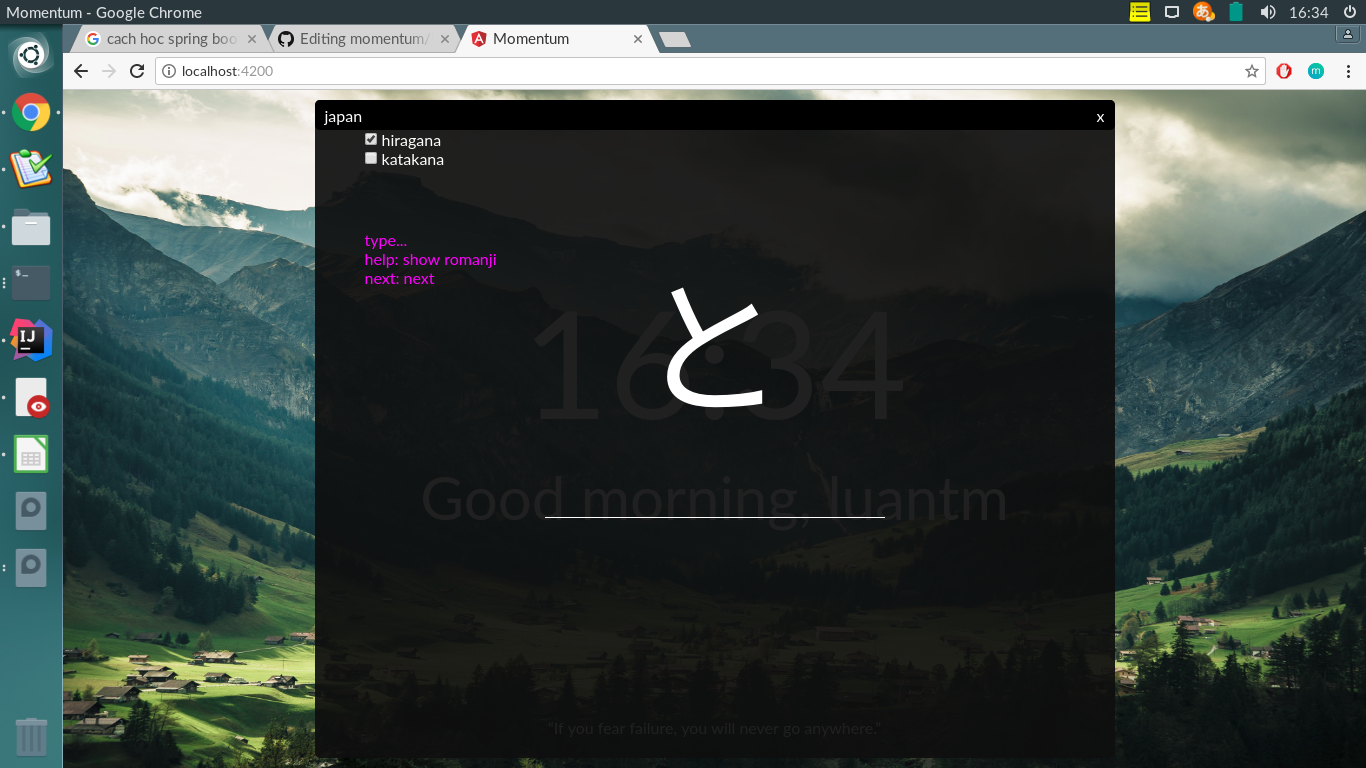 Momentum - Google Chrome
16:34
cach hoc spring boo
Editing momentum/
Momentum
localhost:4200
m
japan
x
hiragana
katakana
type...
help: show romanji
next: next
と
16:34
Good morning, luantm
"If you fear failure, you will never go anywhere."
あ
$_
IJ